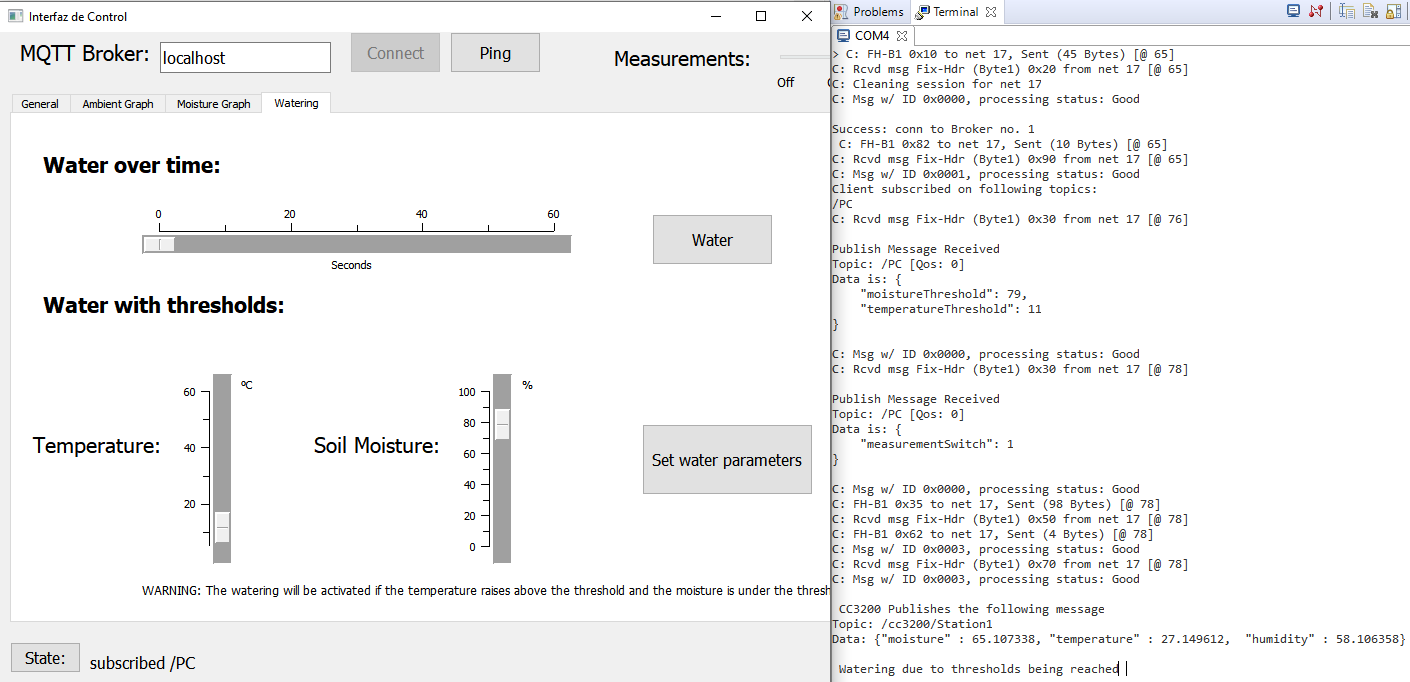 Interfaz de Control
MQTT Broker:
localhost
Connect
Ping
Measurements:
Off
General
Ambient Graph
Moisture Graph
Watering
Water over time:
0 20 40 60
Seconds
Water
Water with thresholds:
Temperature:
60
40
20
ºC
Soil Moisture:
100
80
60
40
20
0
%
Set water parameters
WARNING: The watering will be activated if the temperature raises above the threshold and the moisture is under the thresh
State:
subscribed /PC
Problems
Terminal
COM4
> C: FH-B1 0x10 to net 17, Sent (45 Bytes) [@ 65]
C: Rcvd msg Fix-Hdr (Byte1) 0x20 from net 17 [@ 65]
C: Cleaning session for net 17
C: Msg w/ ID 0x0000, processing status: Good
Success: conn to Broker no. 1
C: FH-B1 0x82 to net 17, Sent (10 Bytes) [@ 65]
C: Rcvd msg Fix-Hdr (Byte1) 0x90 from net 17 [@ 65]
C: Msg w/ ID 0x0001, processing status: Good
Client subscribed on following topics:
/PC
C: Rcvd msg Fix-Hdr (Byte1) 0x30 from net 17 [@ 76]
Publish Message Received
Topic: /PC [Qos: 0]
Data is: {
"moistureThreshold": 79,
"temperatureThreshold": 11
}
C: Msg w/ ID 0x0000, processing status: Good
C: Rcvd msg Fix-Hdr (Byte1) 0x30 from net 17 [@ 78]
Publish Message Received
Topic: /PC [Qos: 0]
Data is: {
"measurementSwitch": 1
}
C: Msg w/ ID 0x0000, processing status: Good
C: FH-B1 0x35 to net 17, Sent (98 Bytes) [@ 78]
C: Rcvd msg Fix-Hdr (Byte1) 0x50 from net 17 [@ 78]
C: FH-B1 0x62 to net 17, Sent (4 Bytes) [@ 78]
C: Msg w/ ID 0x0003, processing status: Good
C: Rcvd msg Fix-Hdr (Byte1) 0x70 from net 17 [@ 78]
C: Msg w/ ID 0x0003, processing status: Good
CC3200 Publishes the following message
Topic: /cc3200/Station1
Data: {"moisture" : 65.107338, "temperature" : 27.149612, "humidity" : 58.106358}
Watering due to thresholds being reached